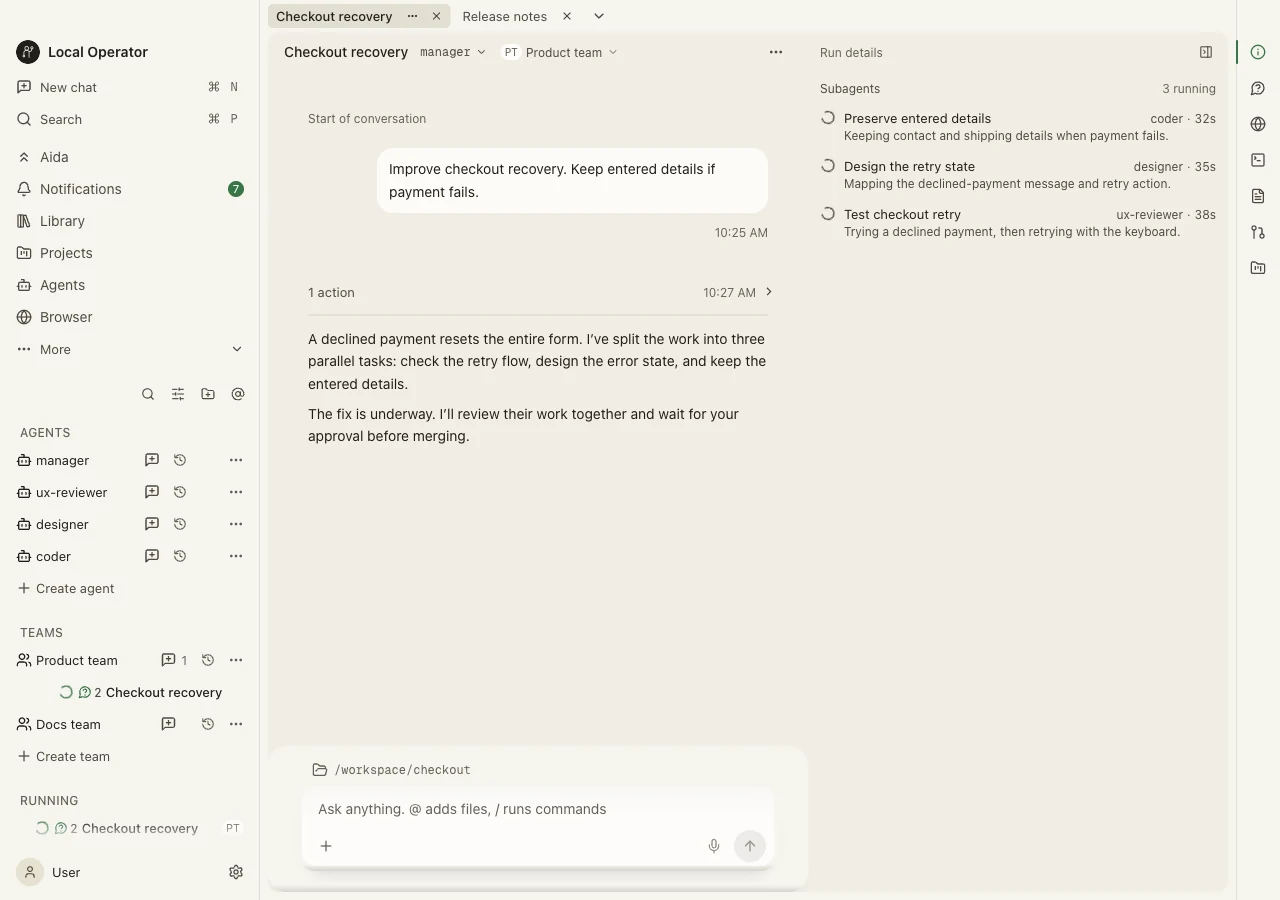 Local Operator
New chat ⌘ N
Search ⌘ P
Aida
Notifications 7
Library
Projects
Agents
Browser
More
AGENTS
manager
ux-reviewer
designer
coder
Create agent
TEAMS
Product team 1
2 Checkout recovery
Docs team
Create team
RUNNING
2 Checkout recovery PT
User
Checkout recovery
Release notes
Checkout recovery manager PT Product team
Start of conversation
Improve checkout recovery. Keep entered details if
payment fails.
10:25 AM
1 action 10:27 AM
A declined payment resets the entire form. I’ve split the work into three
parallel tasks: check the retry flow, design the error state, and keep the
entered details.
The fix is underway. I’ll review their work together and wait for your
approval before merging.
/workspace/checkout
Ask anything. @ adds files, / runs commands
Run details
Subagents 3 running
Preserve entered details coder · 32s
Keeping contact and shipping details when payment fails.
Design the retry state designer · 35s
Mapping the declined-payment message and retry action.
Test checkout retry ux-reviewer · 38s
Trying a declined payment, then retrying with the keyboard.